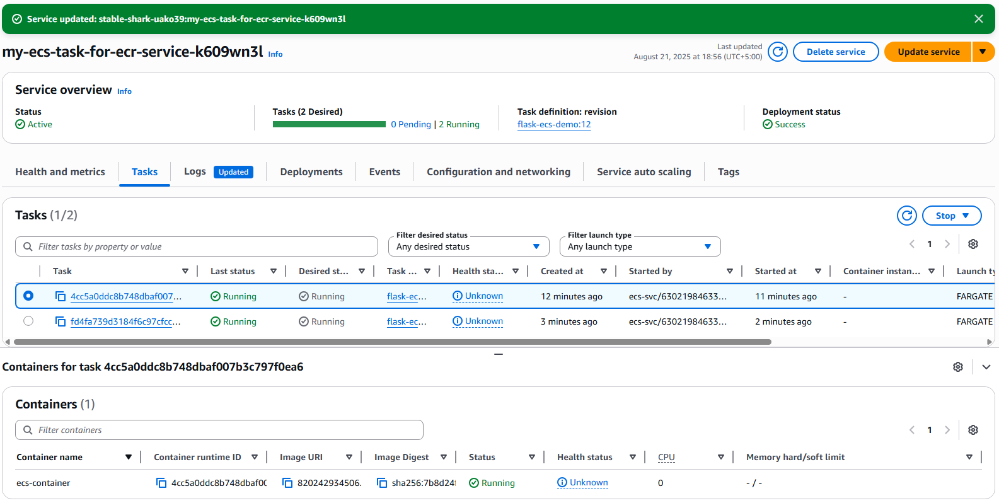 Service updated: stable-shark-uako39:my-ecs-task-for-ecr-service-k609wn3l
my-ecs-task-for-ecr-service-k609wn3l Info
Last updated
August 21, 2025 at 18:56 (UTC+5:00)
Delete service
Update service
Service overview Info
Status
Active
Tasks (2 Desired)
0 Pending | 2 Running
Task definition: revision
flask-ecs-demo:12
Deployment status
Success
Health and metrics
Tasks
Logs Updated
Deployments
Events
Configuration and networking
Service auto scaling
Tags
Tasks (1/2)
Stop
Filter tasks by property or value
Filter desired status
Any desired status
Filter launch type
Any launch type
1
Task Last status Desired st... Task ... Health sta... Created at Started by Started at Container instan... Launch ty
4cc5a0ddc8b748dbaf007... Running Running flask-ec... Unknown 12 minutes ago ecs-svc/63021984633... 11 minutes ago - FARGATE
fd4fa739d3184f6c97cfcc... Running Running flask-ec... Unknown 3 minutes ago ecs-svc/63021984633... 2 minutes ago - FARGATE
Containers for task 4cc5a0ddc8b748dbaf007b3c797f0ea6
Containers (1)
Filter containers
1
Container name Container runtime ID Image URI Image Digest Status Health status CPU Memory hard/soft limit
ecs-container 4cc5a0ddc8b748dbaf00 820242934506. sha256:7b8d24f Running Unknown 0 - / -